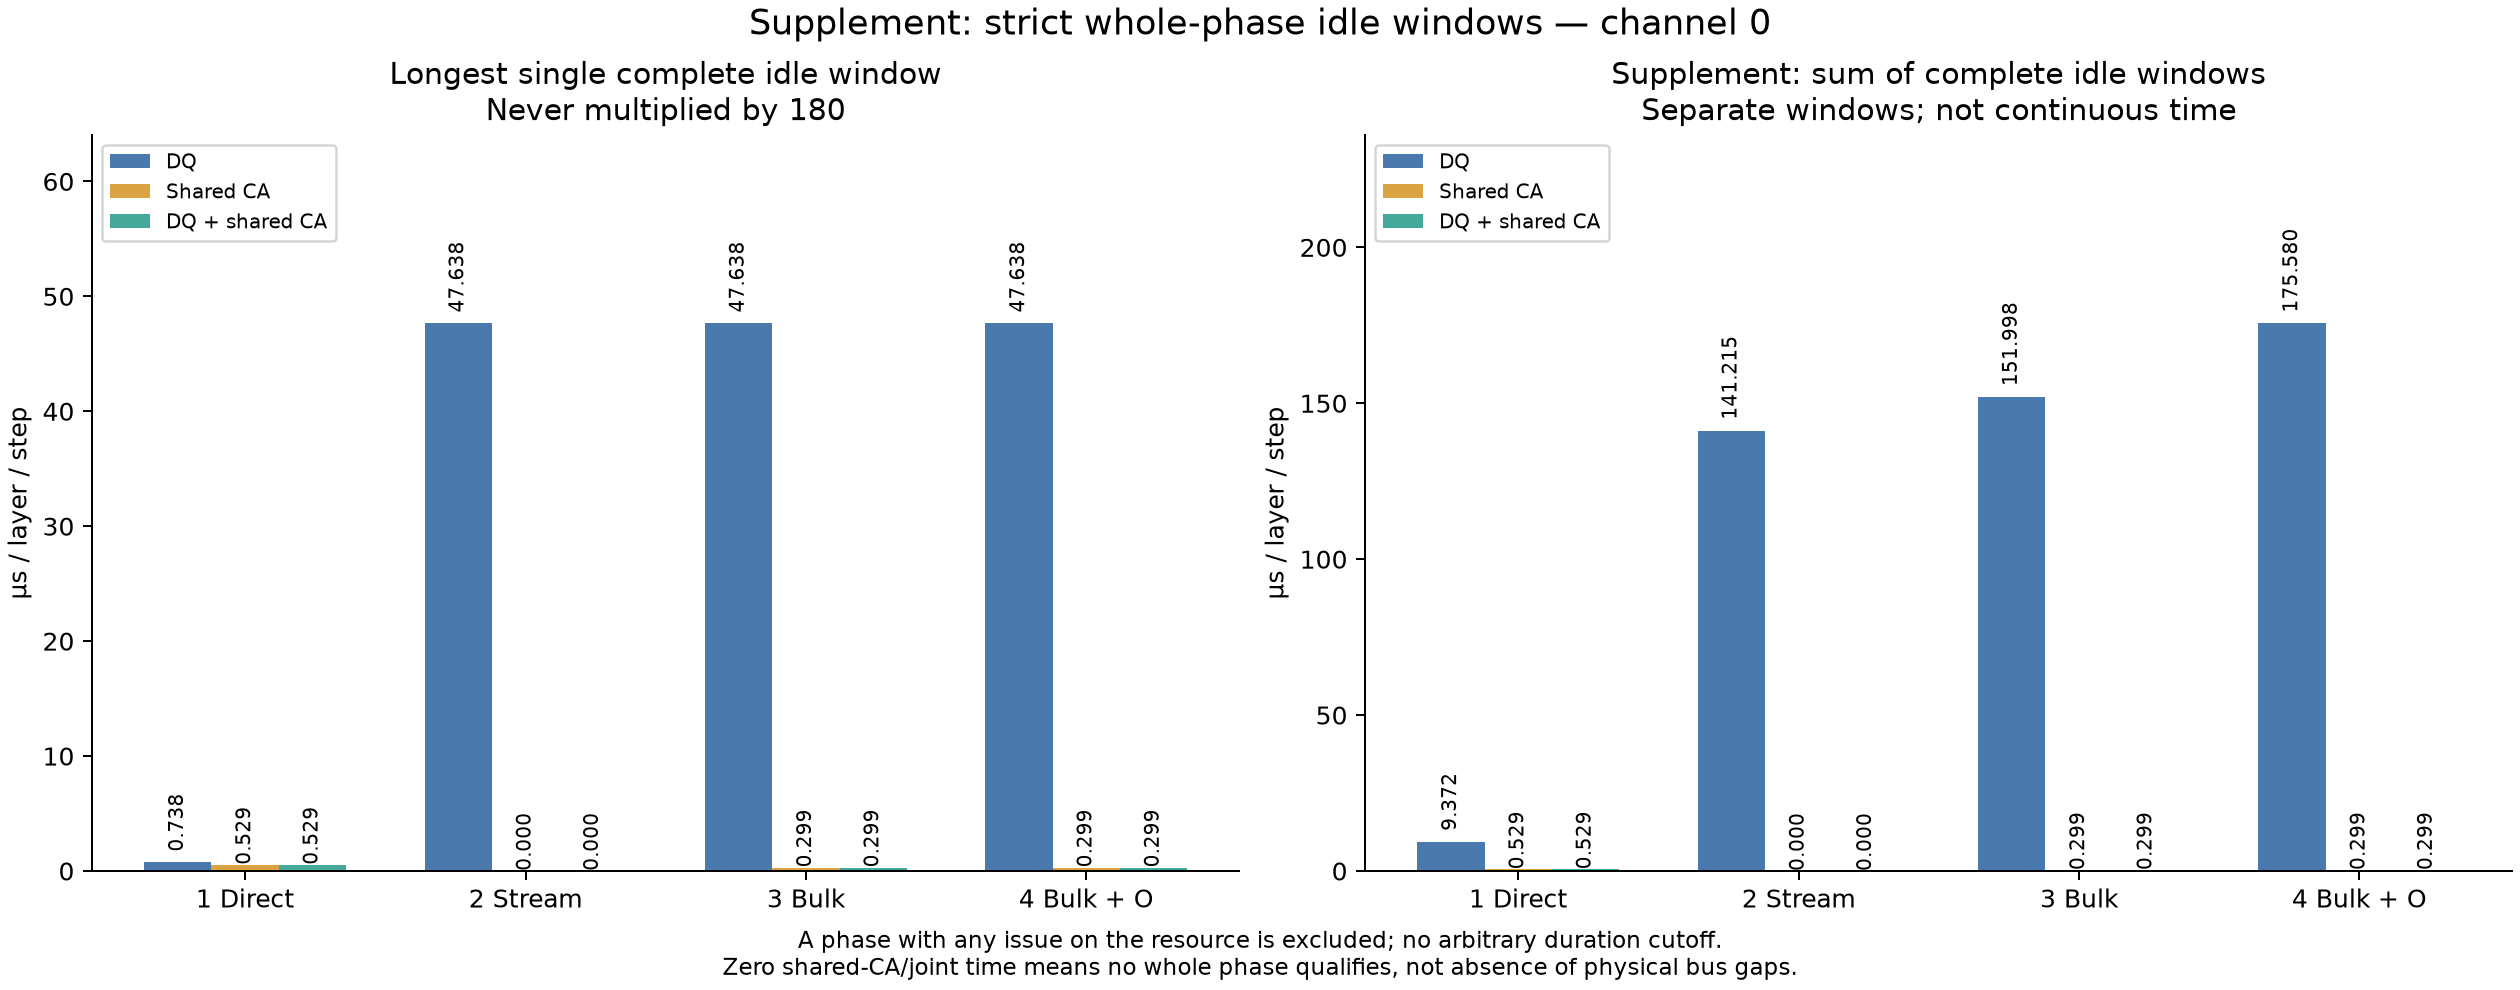 Supplement: strict whole-phase idle windows — channel 0
Longest single complete idle window
Never multiplied by 180
DQ
Shared CA
DQ + shared CA
µs / layer / step
60
50
40
30
20
10
0
0.738
0.529
0.529
47.638
0.000
0.000
47.638
0.299
0.299
47.638
0.299
0.299
1 Direct
2 Stream
3 Bulk
4 Bulk + O
Supplement: sum of complete idle windows
Separate windows; not continuous time
DQ
Shared CA
DQ + shared CA
µs / layer / step
200
150
100
50
0
9.372
0.529
0.529
141.215
0.000
0.000
151.998
0.299
0.299
175.580
0.299
0.299
1 Direct
2 Stream
3 Bulk
4 Bulk + O
A phase with any issue on the resource is excluded; no arbitrary duration cutoff.
Zero shared-CA/joint time means no whole phase qualifies, not absence of physical bus gaps.